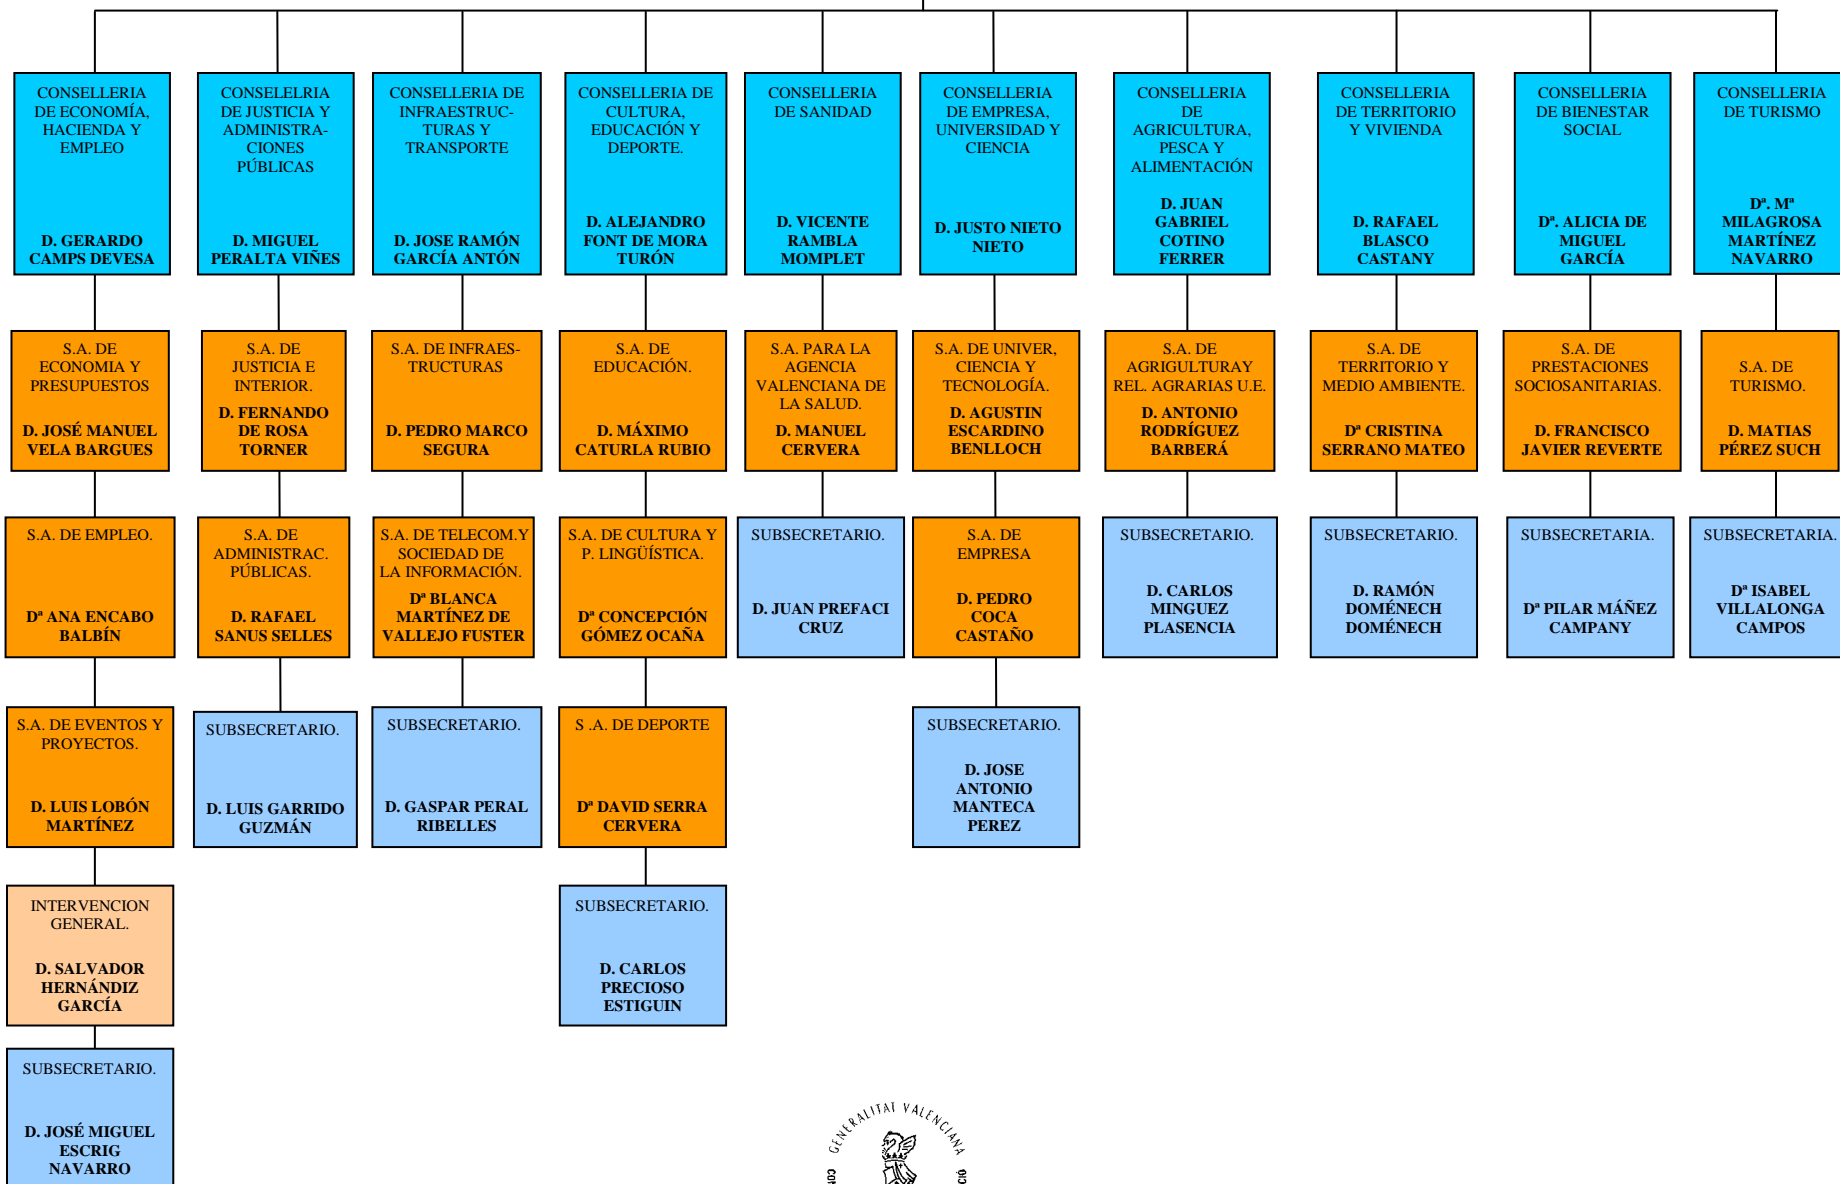 CONSELLERIA
DE ECONOMÍA,
HACIENDA Y
EMPLEO
D. GERARDO
CAMPS DEVESA
CONSELELRIA
DE JUSTICIA Y
ADMINISTRA-
CIONES
PÚBLICAS
D. MIGUEL
PERALTA VIÑES
CONSELLERIA DE
INFRAESTRUC-
TURAS Y
TRANSPORTE
D. JOSE RAMÓN
GARCÍA ANTÓN
CONSELLERIA DE
CULTURA,
EDUCACIÓN Y
DEPORTE.
D. ALEJANDRO
FONT DE MORA
TURÓN
CONSELLERIA
DE SANIDAD
D. VICENTE
RAMBLA
MOMPLET
CONSELLERIA
DE EMPRESA,
UNIVERSIDAD Y
CIENCIA
D. JUSTO NIETO
NIETO
CONSELLERIA
DE
AGRICULTURA,
PESCA Y
ALIMENTACIÓN
D. JUAN
GABRIEL
COTINO
FERRER
CONSELLERIA
DE TERRITORIO
Y VIVIENDA
D. RAFAEL
BLASCO
CASTANY
CONSELLERIA
DE BIENESTAR
SOCIAL
Dª. ALICIA DE
MIGUEL
GARCÍA
CONSELLERIA
DE TURISMO
Dª. Mª
MILAGROSA
MARTÍNEZ
NAVARRO
S.A. DE
ECONOMIA Y
PRESUPUESTOS
D. JOSÉ MANUEL
VELA BARGUES
S.A. DE
JUSTICIA E
INTERIOR.
D. FERNANDO
DE ROSA
TORNER
S.A. DE INFRAES-
TRUCTURAS
D. PEDRO MARCO
SEGURA
S.A. DE
EDUCACIÓN.
D. MÁXIMO
CATURLA RUBIO
S.A. PARA LA
AGENCIA
VALENCIANA DE
LA SALUD.
D. MANUEL
CERVERA
S.A. DE UNIVER,
CIENCIA Y
TECNOLOGÍA.
D. AGUSTIN
ESCARDINO
BENLLOCH
S.A. DE
AGRIGULTURAY
REL. AGRARIAS U.E.
D. ANTONIO
RODRÍGUEZ
BARBERÁ
S.A. DE
TERRITORIO Y
MEDIO AMBIENTE.
Dª CRISTINA
SERRANO MATEO
S.A. DE
PRESTACIONES
SOCIOSANITARIAS.
D. FRANCISCO
JAVIER REVERTE
S.A. DE
TURISMO.
D. MATIAS
PÉREZ SUCH
S.A. DE EMPLEO.
Dª ANA ENCABO
BALBÍN
S.A. DE
ADMINISTRAC.
PÚBLICAS.
D. RAFAEL
SANUS SELLES
S.A. DE TELECOM.Y
SOCIEDAD DE
LA INFORMACIÓN.
Dª BLANCA
MARTÍNEZ DE
VALLEJO FUSTER
S.A. DE CULTURA Y
P. LINGÜÍSTICA.
Dª CONCEPCIÓN
GÓMEZ OCAÑA
SUBSECRETARIO.
D. JUAN PREFACI
CRUZ
S.A. DE
EMPRESA
D. PEDRO
COCA
CASTAÑO
SUBSECRETARIO.
D. CARLOS
MINGUEZ
PLASENCIA
SUBSECRETARIO.
D. RAMÓN
DOMÉNECH
DOMÉNECH
SUBSECRETARIA.
Dª PILAR MÁÑEZ
CAMPANY
SUBSECRETARIA.
Dª ISABEL
VILLALONGA
CAMPOS
S.A. DE EVENTOS Y
PROYECTOS.
D. LUIS LOBÓN
MARTÍNEZ
SUBSECRETARIO.
D. LUIS GARRIDO
GUZMÁN
SUBSECRETARIO.
D. GASPAR PERAL
RIBELLES
S .A. DE DEPORTE
Dª DAVID SERRA
CERVERA
SUBSECRETARIO.
D. JOSE
ANTONIO
MANTECA
PEREZ
INTERVENCION
GENERAL.
D. SALVADOR
HERNÁNDIZ
GARCÍA
SUBSECRETARIO.
D. CARLOS
PRECIOSO
ESTIGUIN
SUBSECRETARIO.
D. JOSÉ MIGUEL
ESCRIG
NAVARRO
GENERALITAT VALENCIANA